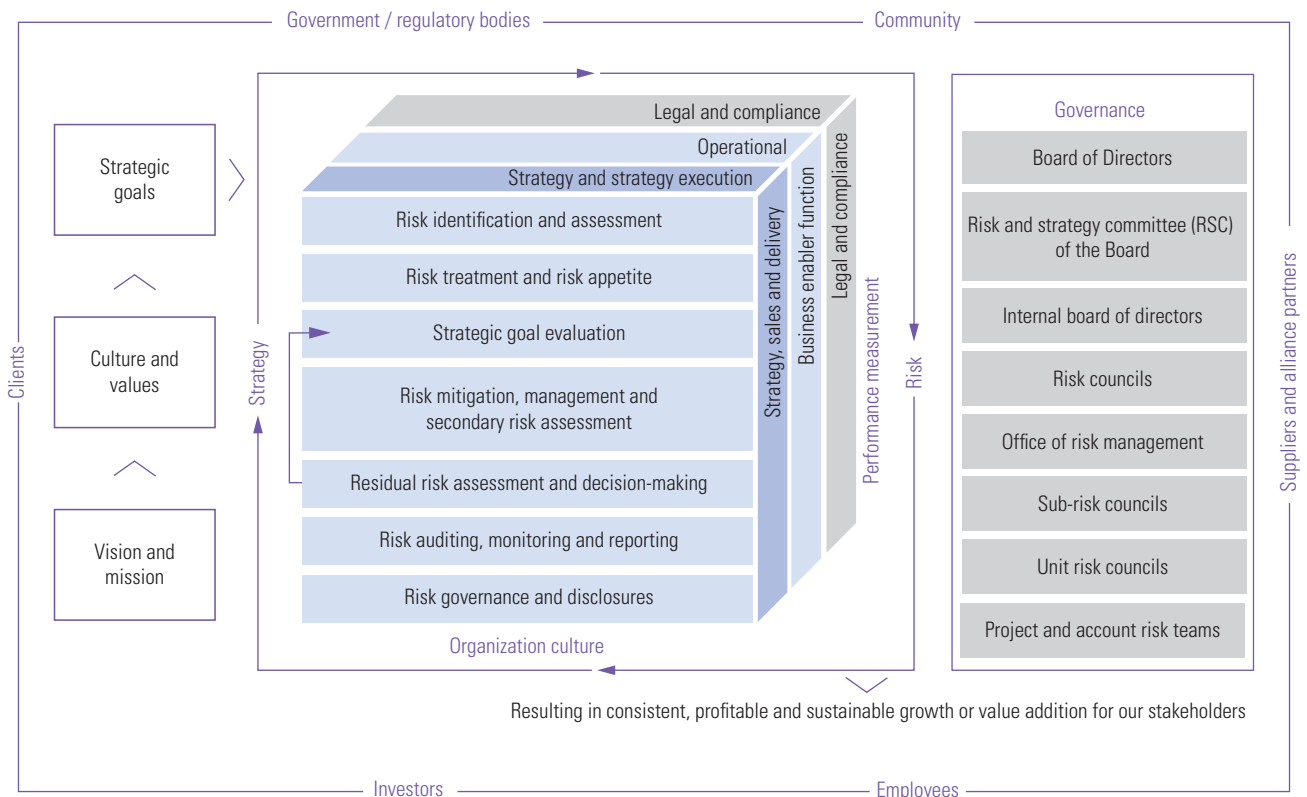 Government / regulatory bodies
Community
Clients
Strategic
goals
Culture and
values
Vision and
mission
Strategy
Legal and compliance
Operational
Strategy and strategy execution
Risk identification and assessment
Risk treatment and risk appetite
Strategic goal evaluation
Risk mitigation, management and
secondary risk assessment
Residual risk assessment and decision-making
Risk auditing, monitoring and reporting
Risk governance and disclosures
Strategy, sales and delivery
Business enabler function
Legal and compliance
Performance measurement
Risk
Organization culture
Governance
Board of Directors
Risk and strategy committee (RSC)
of the Board
Internal board of directors
Risk councils
Office of risk management
Sub-risk councils
Unit risk councils
Project and account risk teams
Suppliers and alliance partners
Resulting in consistent, profitable and sustainable growth or value addition for our stakeholders
Investors
Employees